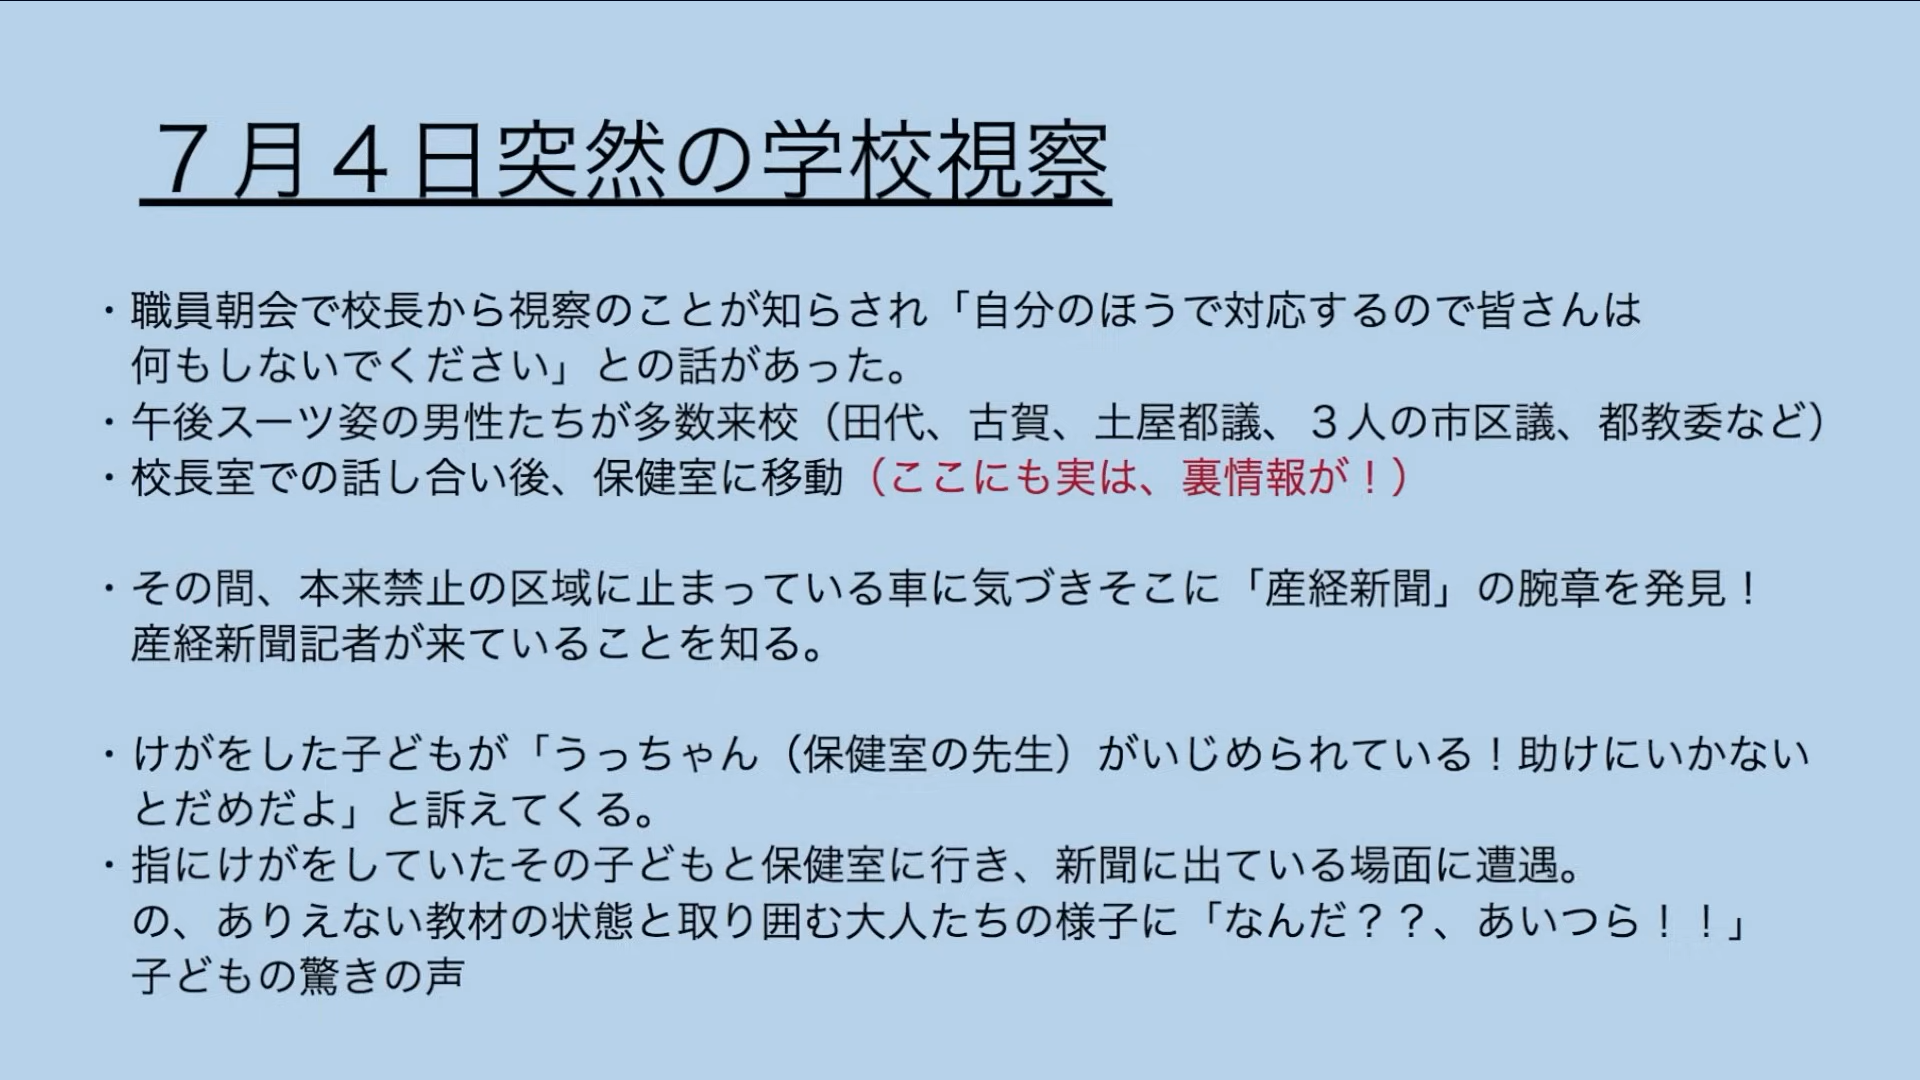 ７月４日突然の学校視察
・職員朝会で校長から視察のことが知らされ「自分のほうで対応するので皆さんは
何もしないでください」との話があった。
・午後スーツ姿の男性たちが多数来校（田代、古賀、土屋都議、３人の市区議、都教委など）
・校長室での話し合い後、保健室に移動（ここにも実は、裏情報が！）
・その間、本来禁止の区域に止まっている車に気づきそこに「産経新聞」の腕章を発見！
産経新聞記者が来ていることを知る。
・けがをした子どもが「うっちゃん（保健室の先生）がいじめられている！助けにいかない
とだめだよ」と訴えてくる。
・指にけがをしていたその子どもと保健室に行き、新聞に出ている場面に遭遇。
の、ありえない教材の状態と取り囲む大人たちの様子に「なんだ？？、あいつら！！」
子どもの驚きの声